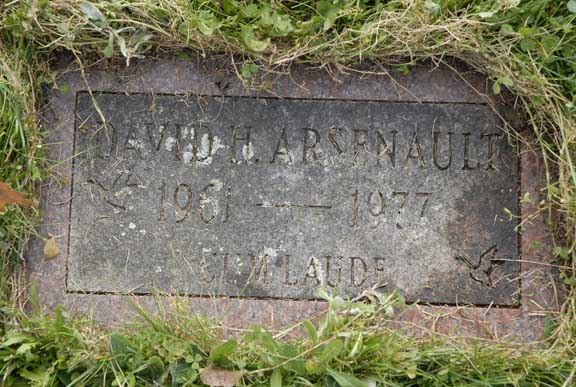 DAVID H. ARSENAULT
1961 — 1977
CUM LAUDE